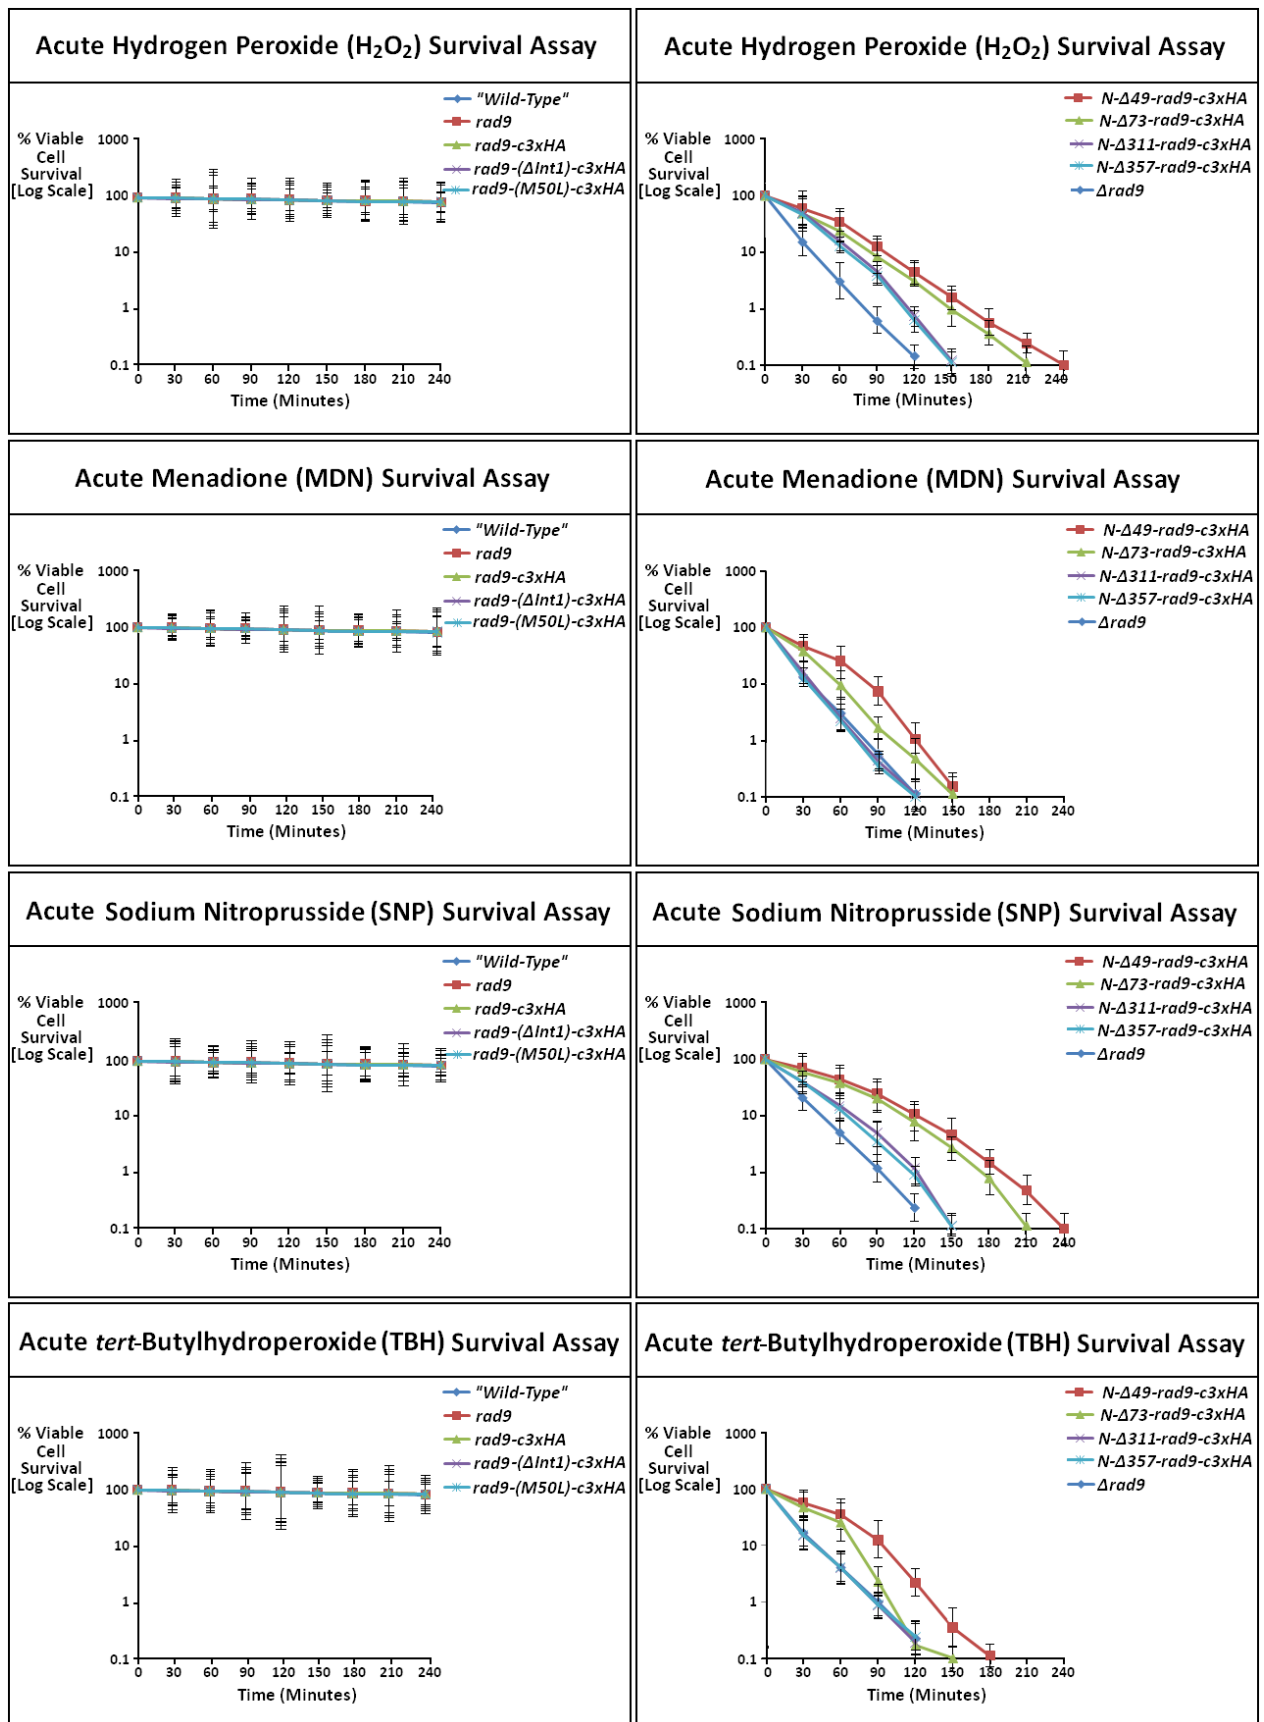 Acute Hydrogen Peroxide (H₂O₂) Survival Assay
"Wild-Type"
rad9
rad9-c3xHA
rad9-(ΔInt1)-c3xHA
rad9-(M50L)-c3xHA
% Viable
Cell
Survival
[Log Scale]
1000
100
10
1
0.1
0 30 60 90 120 150 180 210 240
Time (Minutes)
Acute Hydrogen Peroxide (H₂O₂) Survival Assay
N-Δ49-rad9-c3xHA
N-Δ73-rad9-c3xHA
N-Δ311-rad9-c3xHA
N-Δ357-rad9-c3xHA
Δrad9
% Viable
Cell
Survival
[Log Scale]
1000
100
10
1
0.1
0 30 60 90 120 150 180 210 240
Time (Minutes)
Acute Menadione (MDN) Survival Assay
"Wild-Type"
rad9
rad9-c3xHA
rad9-(ΔInt1)-c3xHA
rad9-(M50L)-c3xHA
% Viable
Cell
Survival
[Log Scale]
1000
100
10
1
0.1
0 30 60 90 120 150 180 210 240
Time (Minutes)
Acute Menadione (MDN) Survival Assay
N-Δ49-rad9-c3xHA
N-Δ73-rad9-c3xHA
N-Δ311-rad9-c3xHA
N-Δ357-rad9-c3xHA
Δrad9
% Viable
Cell
Survival
[Log Scale]
1000
100
10
1
0.1
0 30 60 90 120 150 180 210 240
Time (Minutes)
Acute Sodium Nitroprusside (SNP) Survival Assay
"Wild-Type"
rad9
rad9-c3xHA
rad9-(ΔInt1)-c3xHA
rad9-(M50L)-c3xHA
% Viable
Cell
Survival
[Log Scale]
1000
100
10
1
0.1
0 30 60 90 120 150 180 210 240
Time (Minutes)
Acute Sodium Nitroprusside (SNP) Survival Assay
N-Δ49-rad9-c3xHA
N-Δ73-rad9-c3xHA
N-Δ311-rad9-c3xHA
N-Δ357-rad9-c3xHA
Δrad9
% Viable
Cell
Survival
[Log Scale]
1000
100
10
1
0.1
0 30 60 90 120 150 180 210 240
Time (Minutes)
Acute tert-Butylhydroperoxide (TBH) Survival Assay
"Wild-Type"
rad9
rad9-c3xHA
rad9-(ΔInt1)-c3xHA
rad9-(M50L)-c3xHA
% Viable
Cell
Survival
[Log Scale]
1000
100
10
1
0.1
0 30 60 90 120 150 180 210 240
Time (Minutes)
Acute tert-Butylhydroperoxide (TBH) Survival Assay
N-Δ49-rad9-c3xHA
N-Δ73-rad9-c3xHA
N-Δ311-rad9-c3xHA
N-Δ357-rad9-c3xHA
Δrad9
% Viable
Cell
Survival
[Log Scale]
1000
100
10
1
0.1
0 30 60 90 120 150 180 210 240
Time (Minutes)